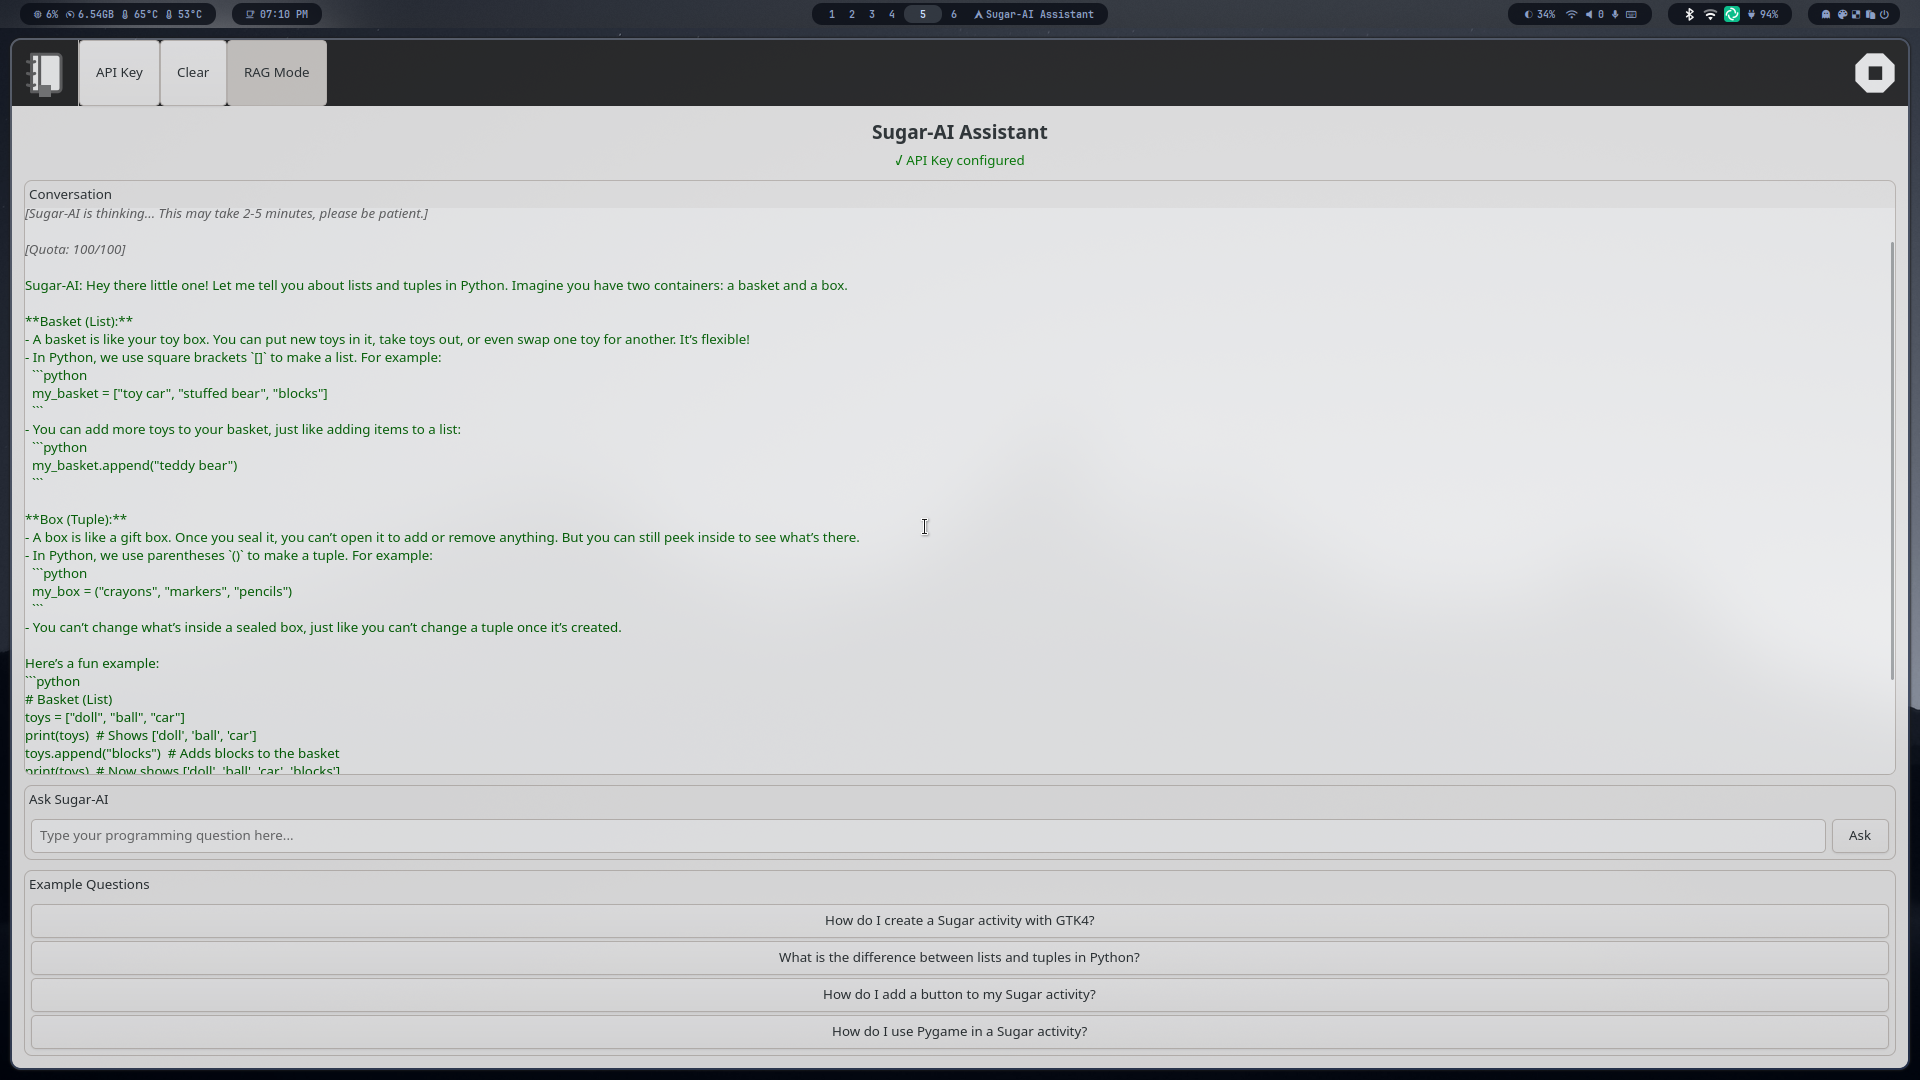 6% 6.54GB 65°C 53°C
07:10 PM
1 2 3 4 5 6 Sugar-AI Assistant
34% 0
94%
API Key
Clear
RAG Mode
Sugar-AI Assistant
✓ API Key configured
Conversation
[Sugar-AI is thinking... This may take 2-5 minutes, please be patient.]
[Quota: 100/100]
Sugar-AI: Hey there little one! Let me tell you about lists and tuples in Python. Imagine you have two containers: a basket and a box.
**Basket (List):**
- A basket is like your toy box. You can put new toys in it, take toys out, or even swap one toy for another. It’s flexible!
- In Python, we use square brackets `[]` to make a list. For example:
```python
my_basket = ["toy car", "stuffed bear", "blocks"]
```
- You can add more toys to your basket, just like adding items to a list:
```python
my_basket.append("teddy bear")
```
**Box (Tuple):**
- A box is like a gift box. Once you seal it, you can’t open it to add or remove anything. But you can still peek inside to see what’s there.
- In Python, we use parentheses `()` to make a tuple. For example:
```python
my_box = ("crayons", "markers", "pencils")
```
- You can’t change what’s inside a sealed box, just like you can’t change a tuple once it’s created.
Here’s a fun example:
```python
# Basket (List)
toys = ["doll", "ball", "car"]
print(toys)  # Shows ['doll', 'ball', 'car']
toys.append("blocks")  # Adds blocks to the basket
print(toys)  # Now shows ['doll', 'ball', 'car', 'blocks']
Ask Sugar-AI
Type your programming question here...
Ask
Example Questions
How do I create a Sugar activity with GTK4?
What is the difference between lists and tuples in Python?
How do I add a button to my Sugar activity?
How do I use Pygame in a Sugar activity?